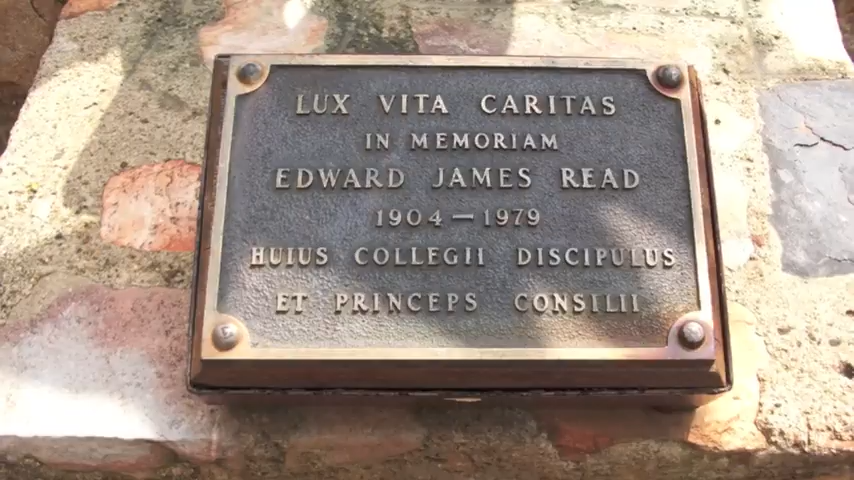 LUX VITA CARITAS
IN MEMORIAM
EDWARD JAMES READ
1904 — 1979
HUIUS COLLEGII DISCIPULUS
ET PRINCEPS CONSILII